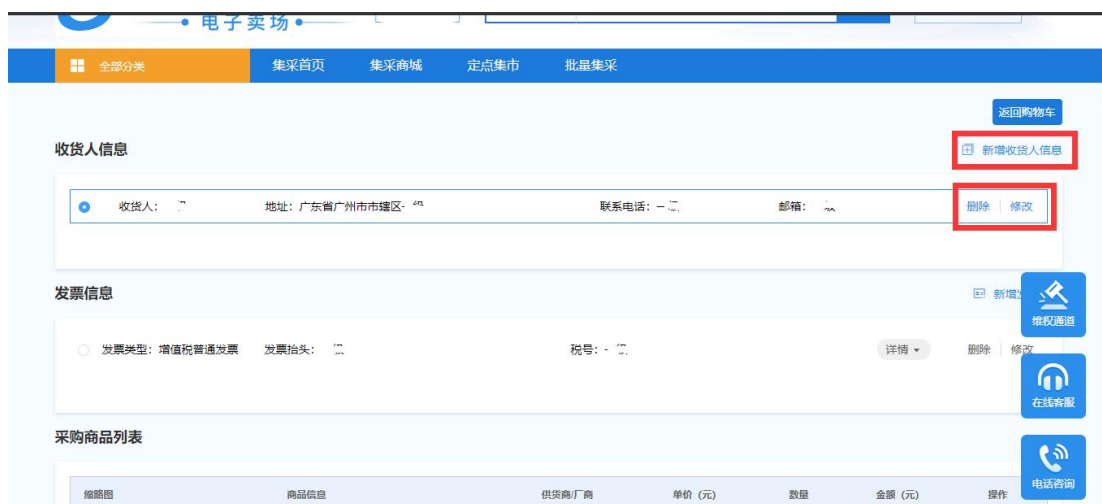 电子卖场
全部分类 集采首页 集采商城 定点集市 批量集采
返回购物车
收货人信息 新增收货人信息
收货人： 地址：广东省广州市市辖区- 联系电话： 邮箱： 删除 修改
发票信息 新增
维权通道
发票类型：增值税普通发票 发票抬头： 税号：- 详情 删除 修改
在线客服
采购商品列表
电话咨询
缩略图 商品信息 供货商/厂商 单价（元） 数量 金额（元） 操作